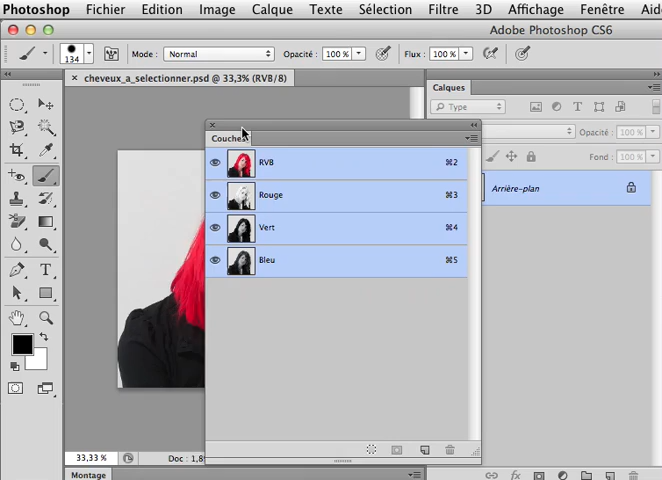 Photoshop Fichier Edition Image Calque Texte Sélection Filtre 3D Affichage Fenêtre Aid
Adobe Photoshop CS6
134 Mode : Normal Opacité : 100 % Flux : 100 %
× cheveux_a_selectionner.psd @ 33,3% (RVB/8)
Calques
Type
Opacité : 100 %
Fond : 100 %
Arrière-plan
Couches
RVB ⌘2
Rouge ⌘3
Vert ⌘4
Bleu ⌘5
T
33,33 % Doc : 1,8
fx
Montage